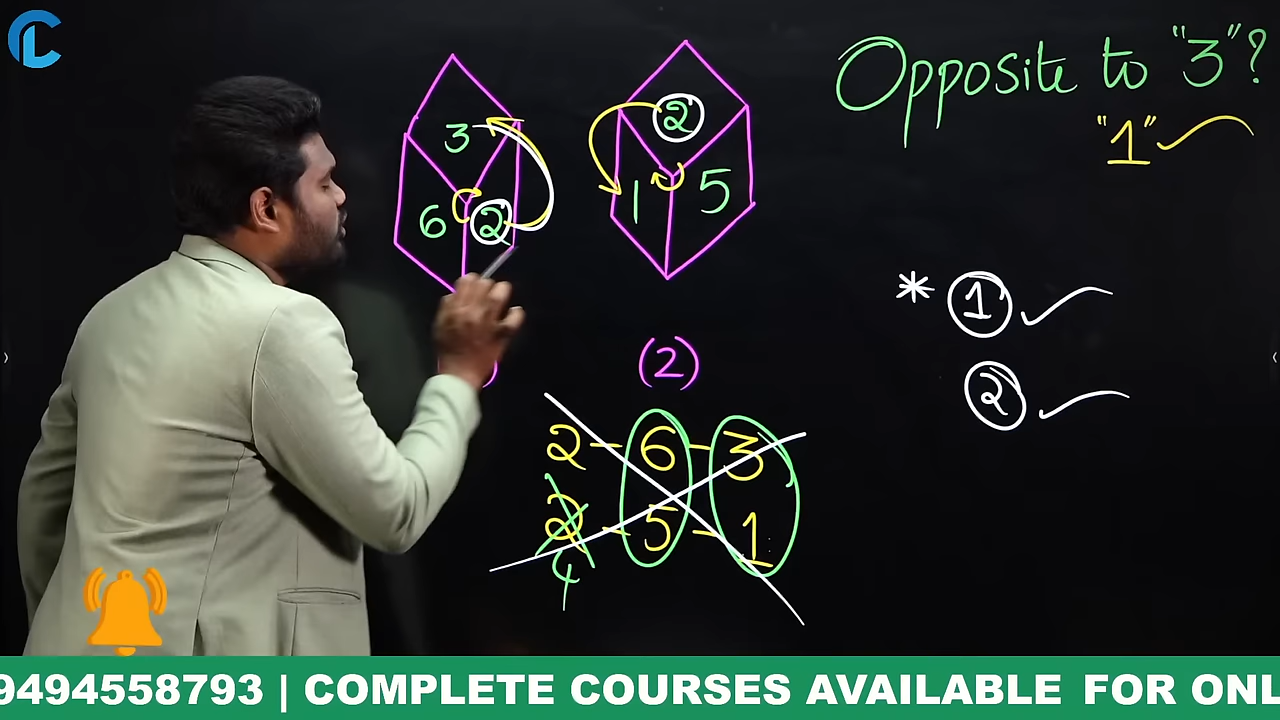 CL
Opposite to "3"?
"1"
3
6 2
2
1 5
* 1
2
(2)
2 - 6 - 3
2 - 5 - 1
4
9494558793 | COMPLETE COURSES AVAILABLE FOR ONL